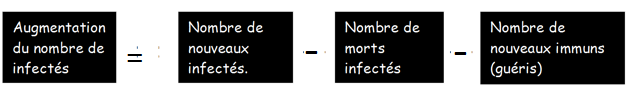 Augmentation
du nombre de
infectés
=
Nombre de
nouveaux
infectés.
-
Nombre de
morts
infectés
-
Nombre de
nouveaux immuns
(guéris)